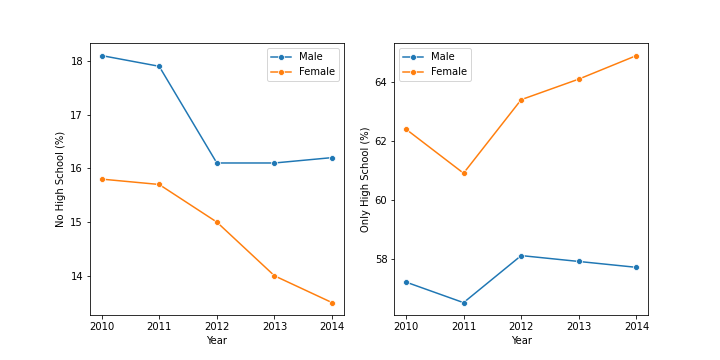 No High School (%)
18
17
16
15
14
Male
Female
2010 2011 2012 2013 2014
Year
Only High School (%)
64
62
60
58
Male
Female
2010 2011 2012 2013 2014
Year